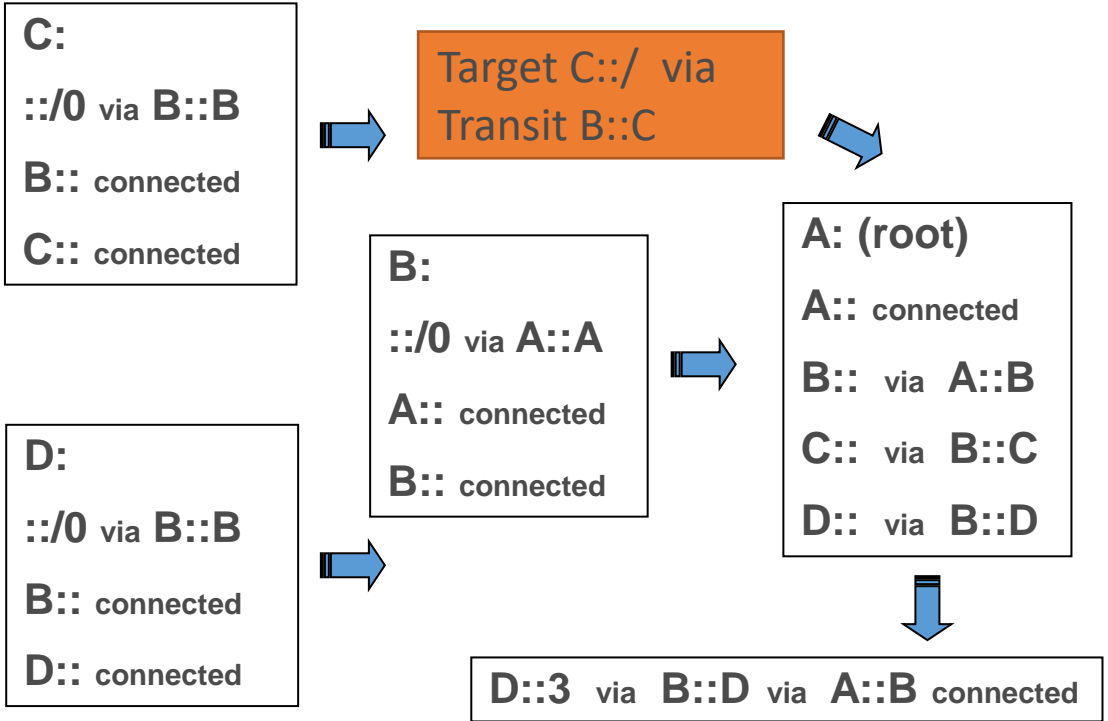 C:
::/0 via B::B
B:: connected
C:: connected
Target C::/ via
Transit B::C
B:
::/0 via A::A
A:: connected
B:: connected
A: (root)
A:: connected
B:: via A::B
C:: via B::C
D:: via B::D
D:
::/0 via B::B
B:: connected
D:: connected
D::3 via B::D via A::B connected